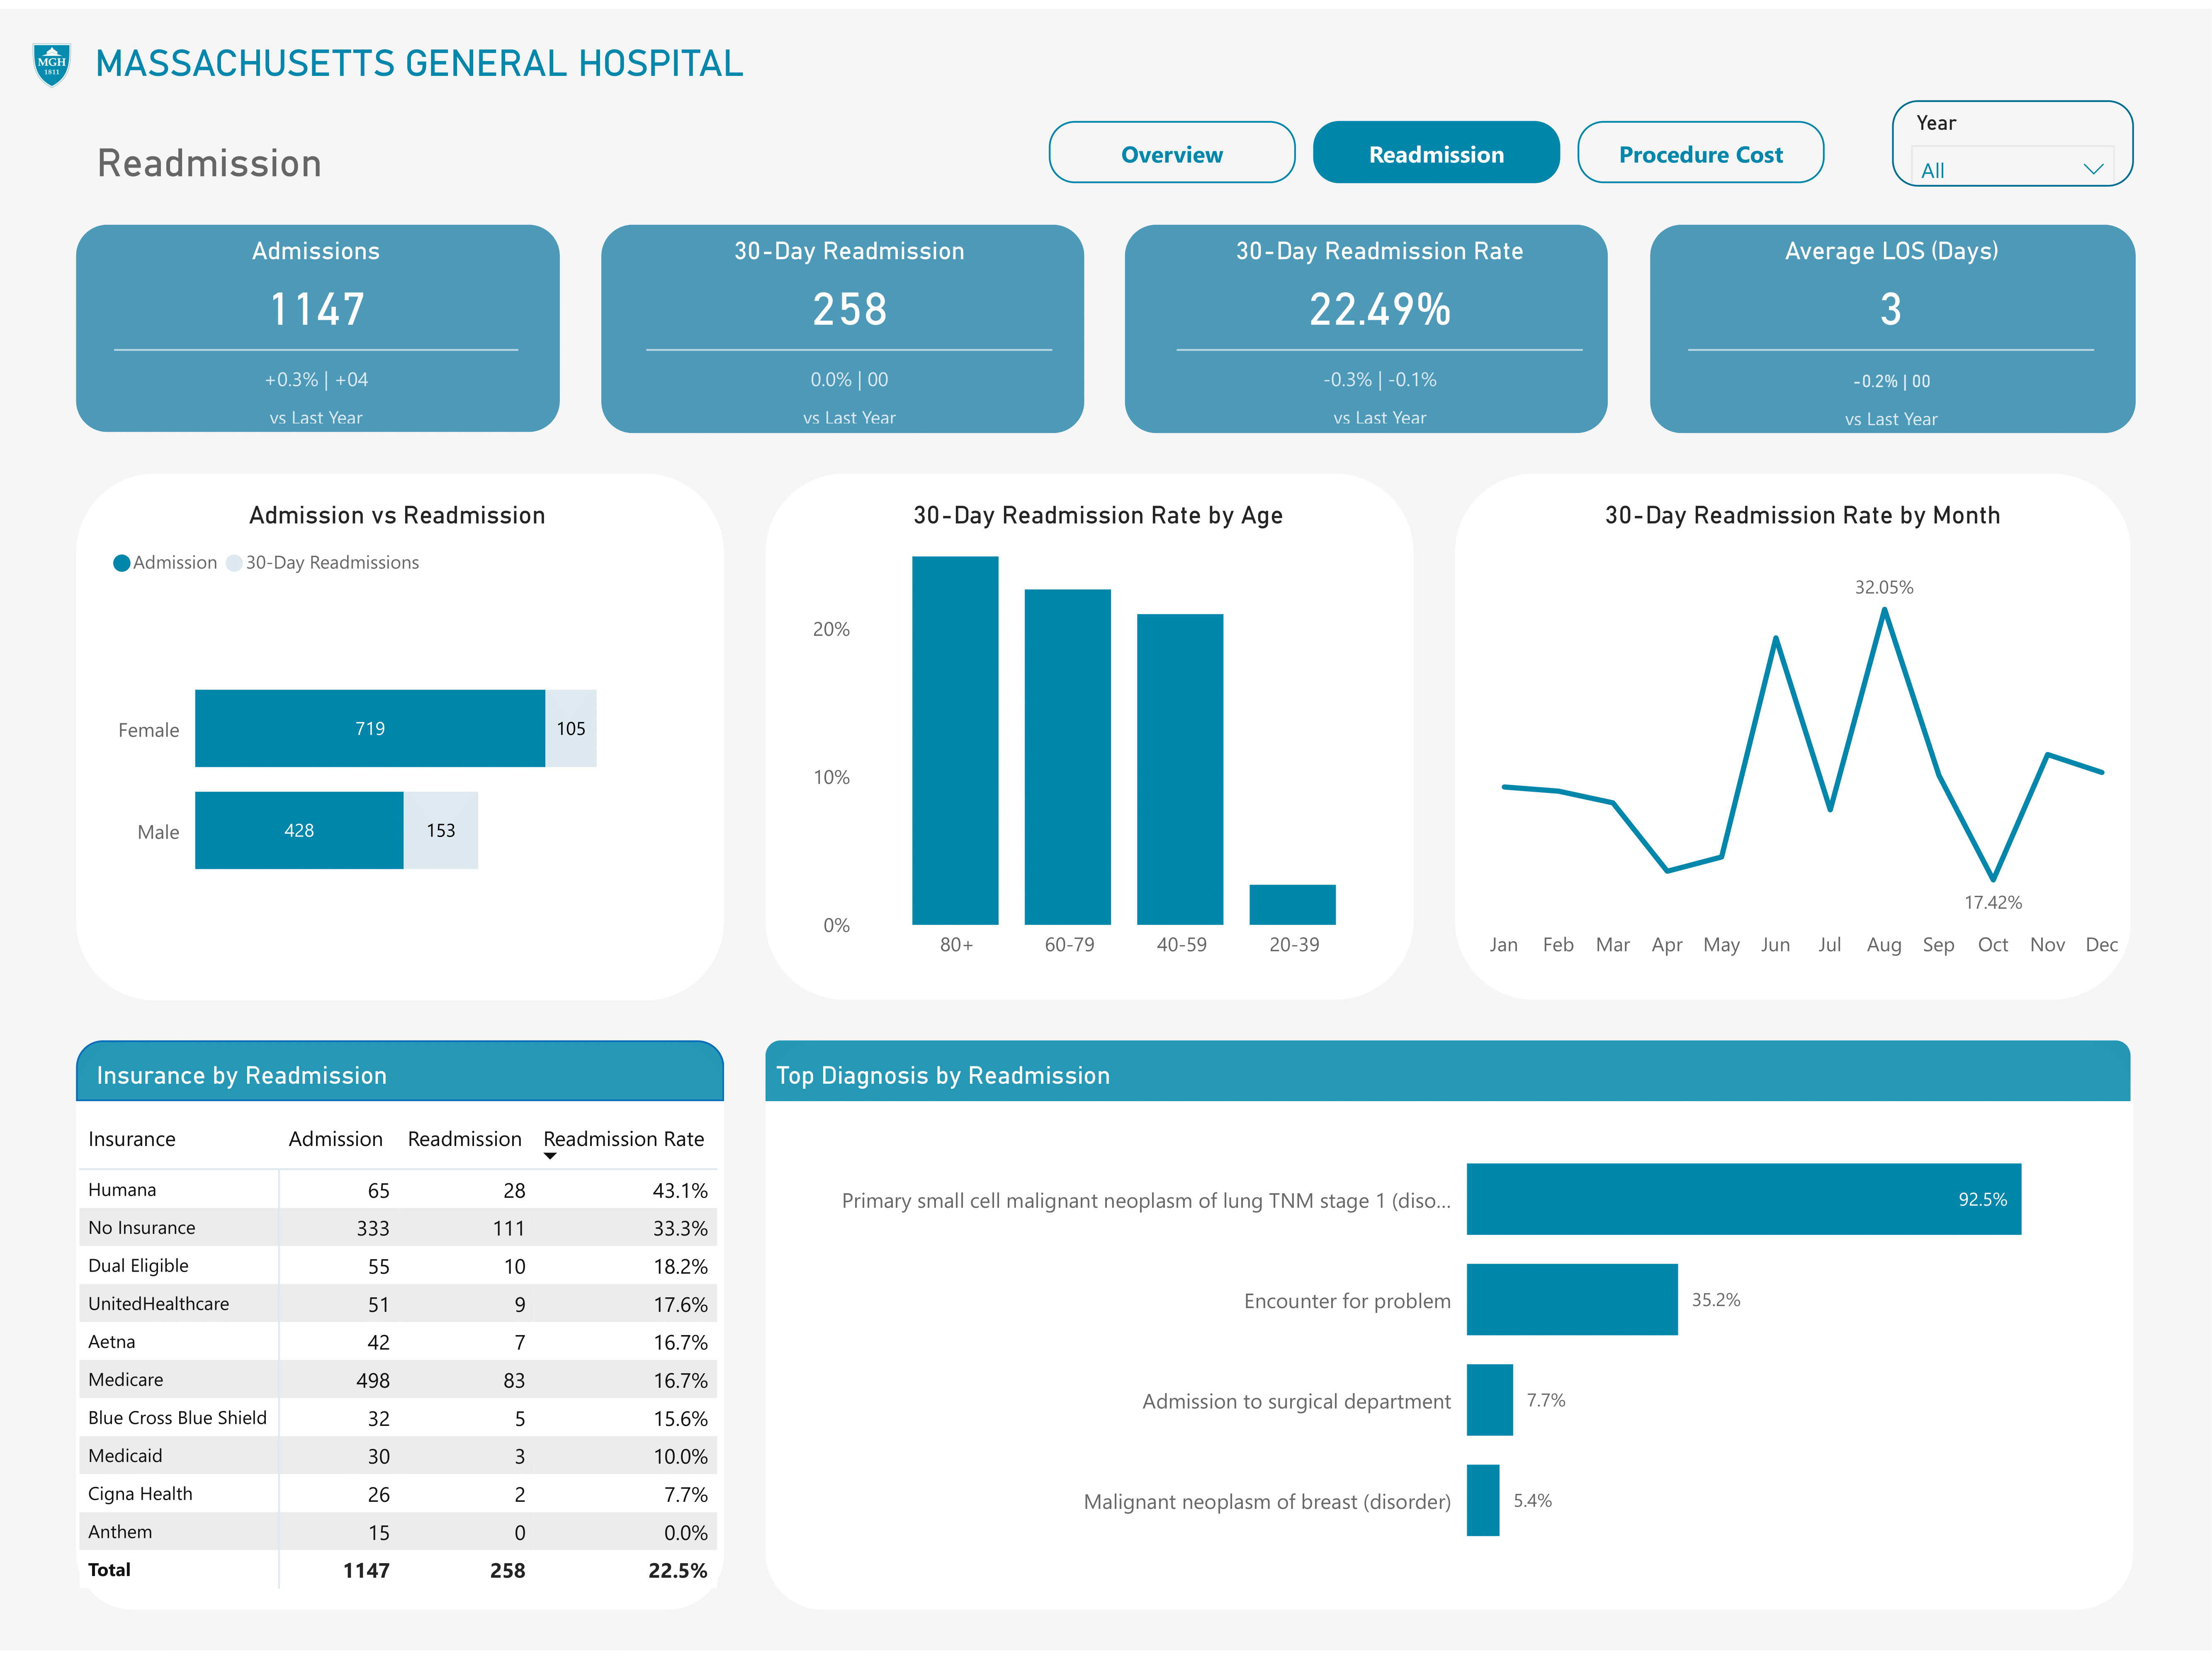 MGH
1811
MASSACHUSETTS GENERAL HOSPITAL
Readmission
Overview
Readmission
Procedure Cost
Year
All
Admissions
1147
+0.3% | +04
vs Last Year
30-Day Readmission
258
0.0% | 00
vs Last Year
30-Day Readmission Rate
22.49%
-0.3% | -0.1%
vs Last Year
Average LOS (Days)
3
-0.2% | 00
vs Last Year
Admission vs Readmission
Admission 30-Day Readmissions
Female 719 105
Male 428 153
30-Day Readmission Rate by Age
20%
10%
0%
80+ 60-79 40-59 20-39
30-Day Readmission Rate by Month
32.05%
17.42%
Jan Feb Mar Apr May Jun Jul Aug Sep Oct Nov Dec
Insurance by Readmission
Insurance Admission Readmission Readmission Rate
Humana 65 28 43.1%
No Insurance 333 111 33.3%
Dual Eligible 55 10 18.2%
UnitedHealthcare 51 9 17.6%
Aetna 42 7 16.7%
Medicare 498 83 16.7%
Blue Cross Blue Shield 32 5 15.6%
Medicaid 30 3 10.0%
Cigna Health 26 2 7.7%
Anthem 15 0 0.0%
Total 1147 258 22.5%
Top Diagnosis by Readmission
Primary small cell malignant neoplasm of lung TNM stage 1 (diso... 92.5%
Encounter for problem 35.2%
Admission to surgical department 7.7%
Malignant neoplasm of breast (disorder) 5.4%